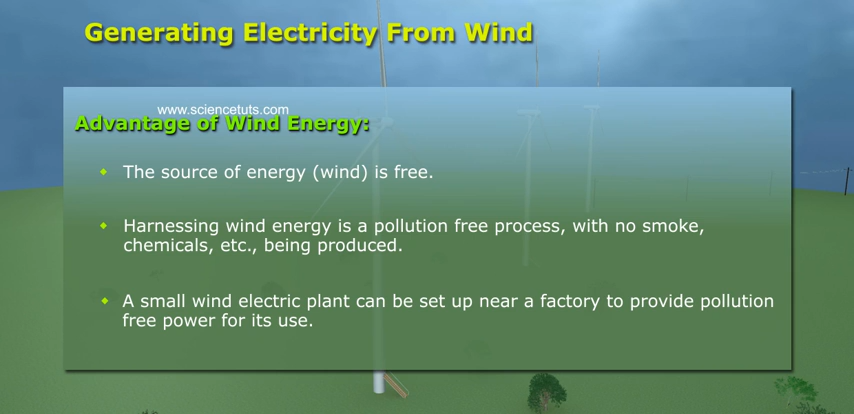 Generating Electricity From Wind
www.sciencetuts.com
Advantage of Wind Energy:
The source of energy (wind) is free.
Harnessing wind energy is a pollution free process, with no smoke,
chemicals, etc., being produced.
A small wind electric plant can be set up near a factory to provide pollution
free power for its use.